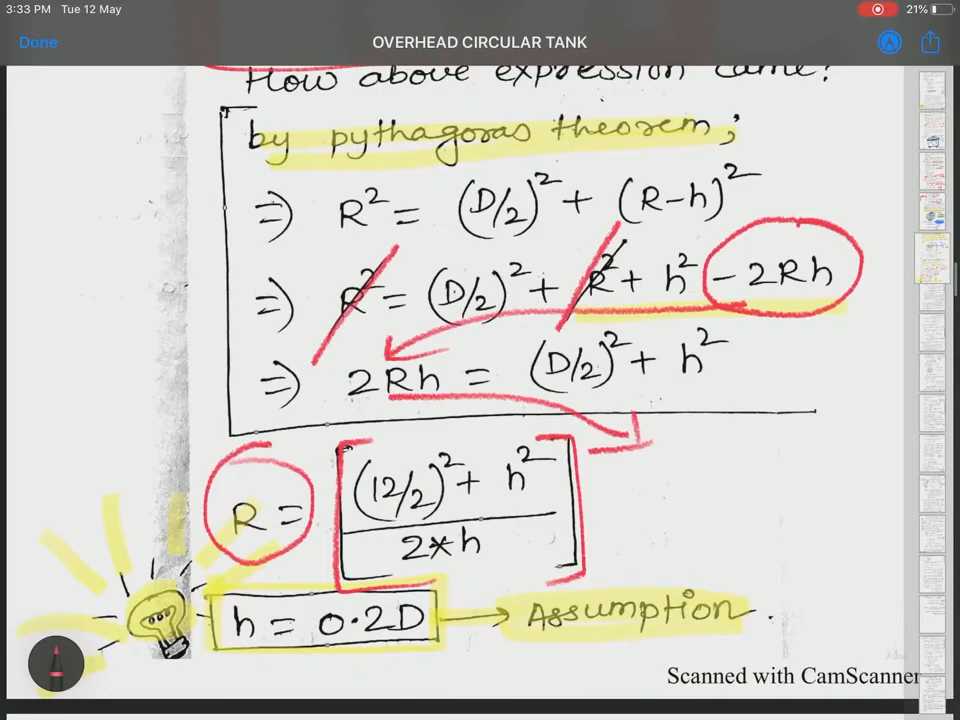 3:33 PM Tue 12 May
21%
Done
OVERHEAD CIRCULAR TANK
How above expression came?
by pythagoras theorem;
⇒ R² = (D/2)² + (R-h)²
⇒ R² = (D/2)² + R² + h² - 2Rh
⇒ 2Rh = (D/2)² + h²
R = [(12/2)² + h² / 2*h]
h = 0.2D → Assumption.
Scanned with CamScanner